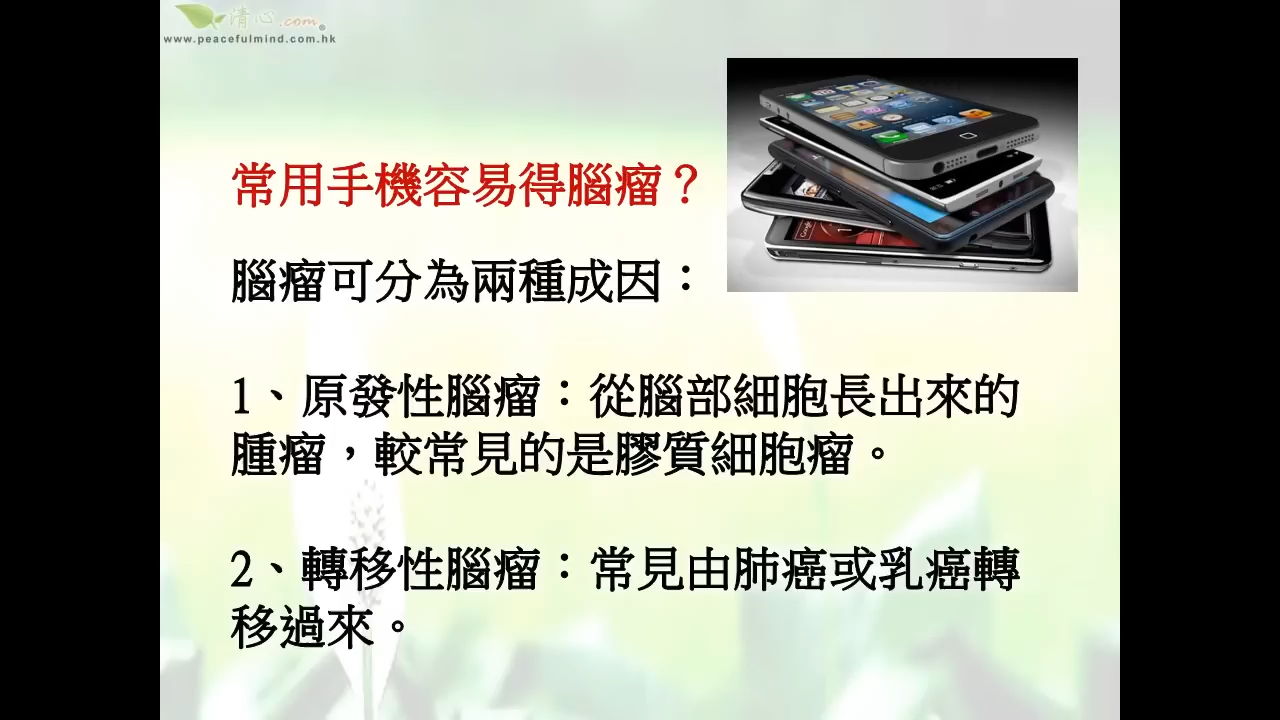 清心.com®
www.peacefulmind.com.hk
常用手機容易得腦瘤？
腦瘤可分為兩種成因：
1、原發性腦瘤：從腦部細胞長出來的
腫瘤，較常見的是膠質細胞瘤。
2、轉移性腦瘤：常見由肺癌或乳癌轉
移過來。